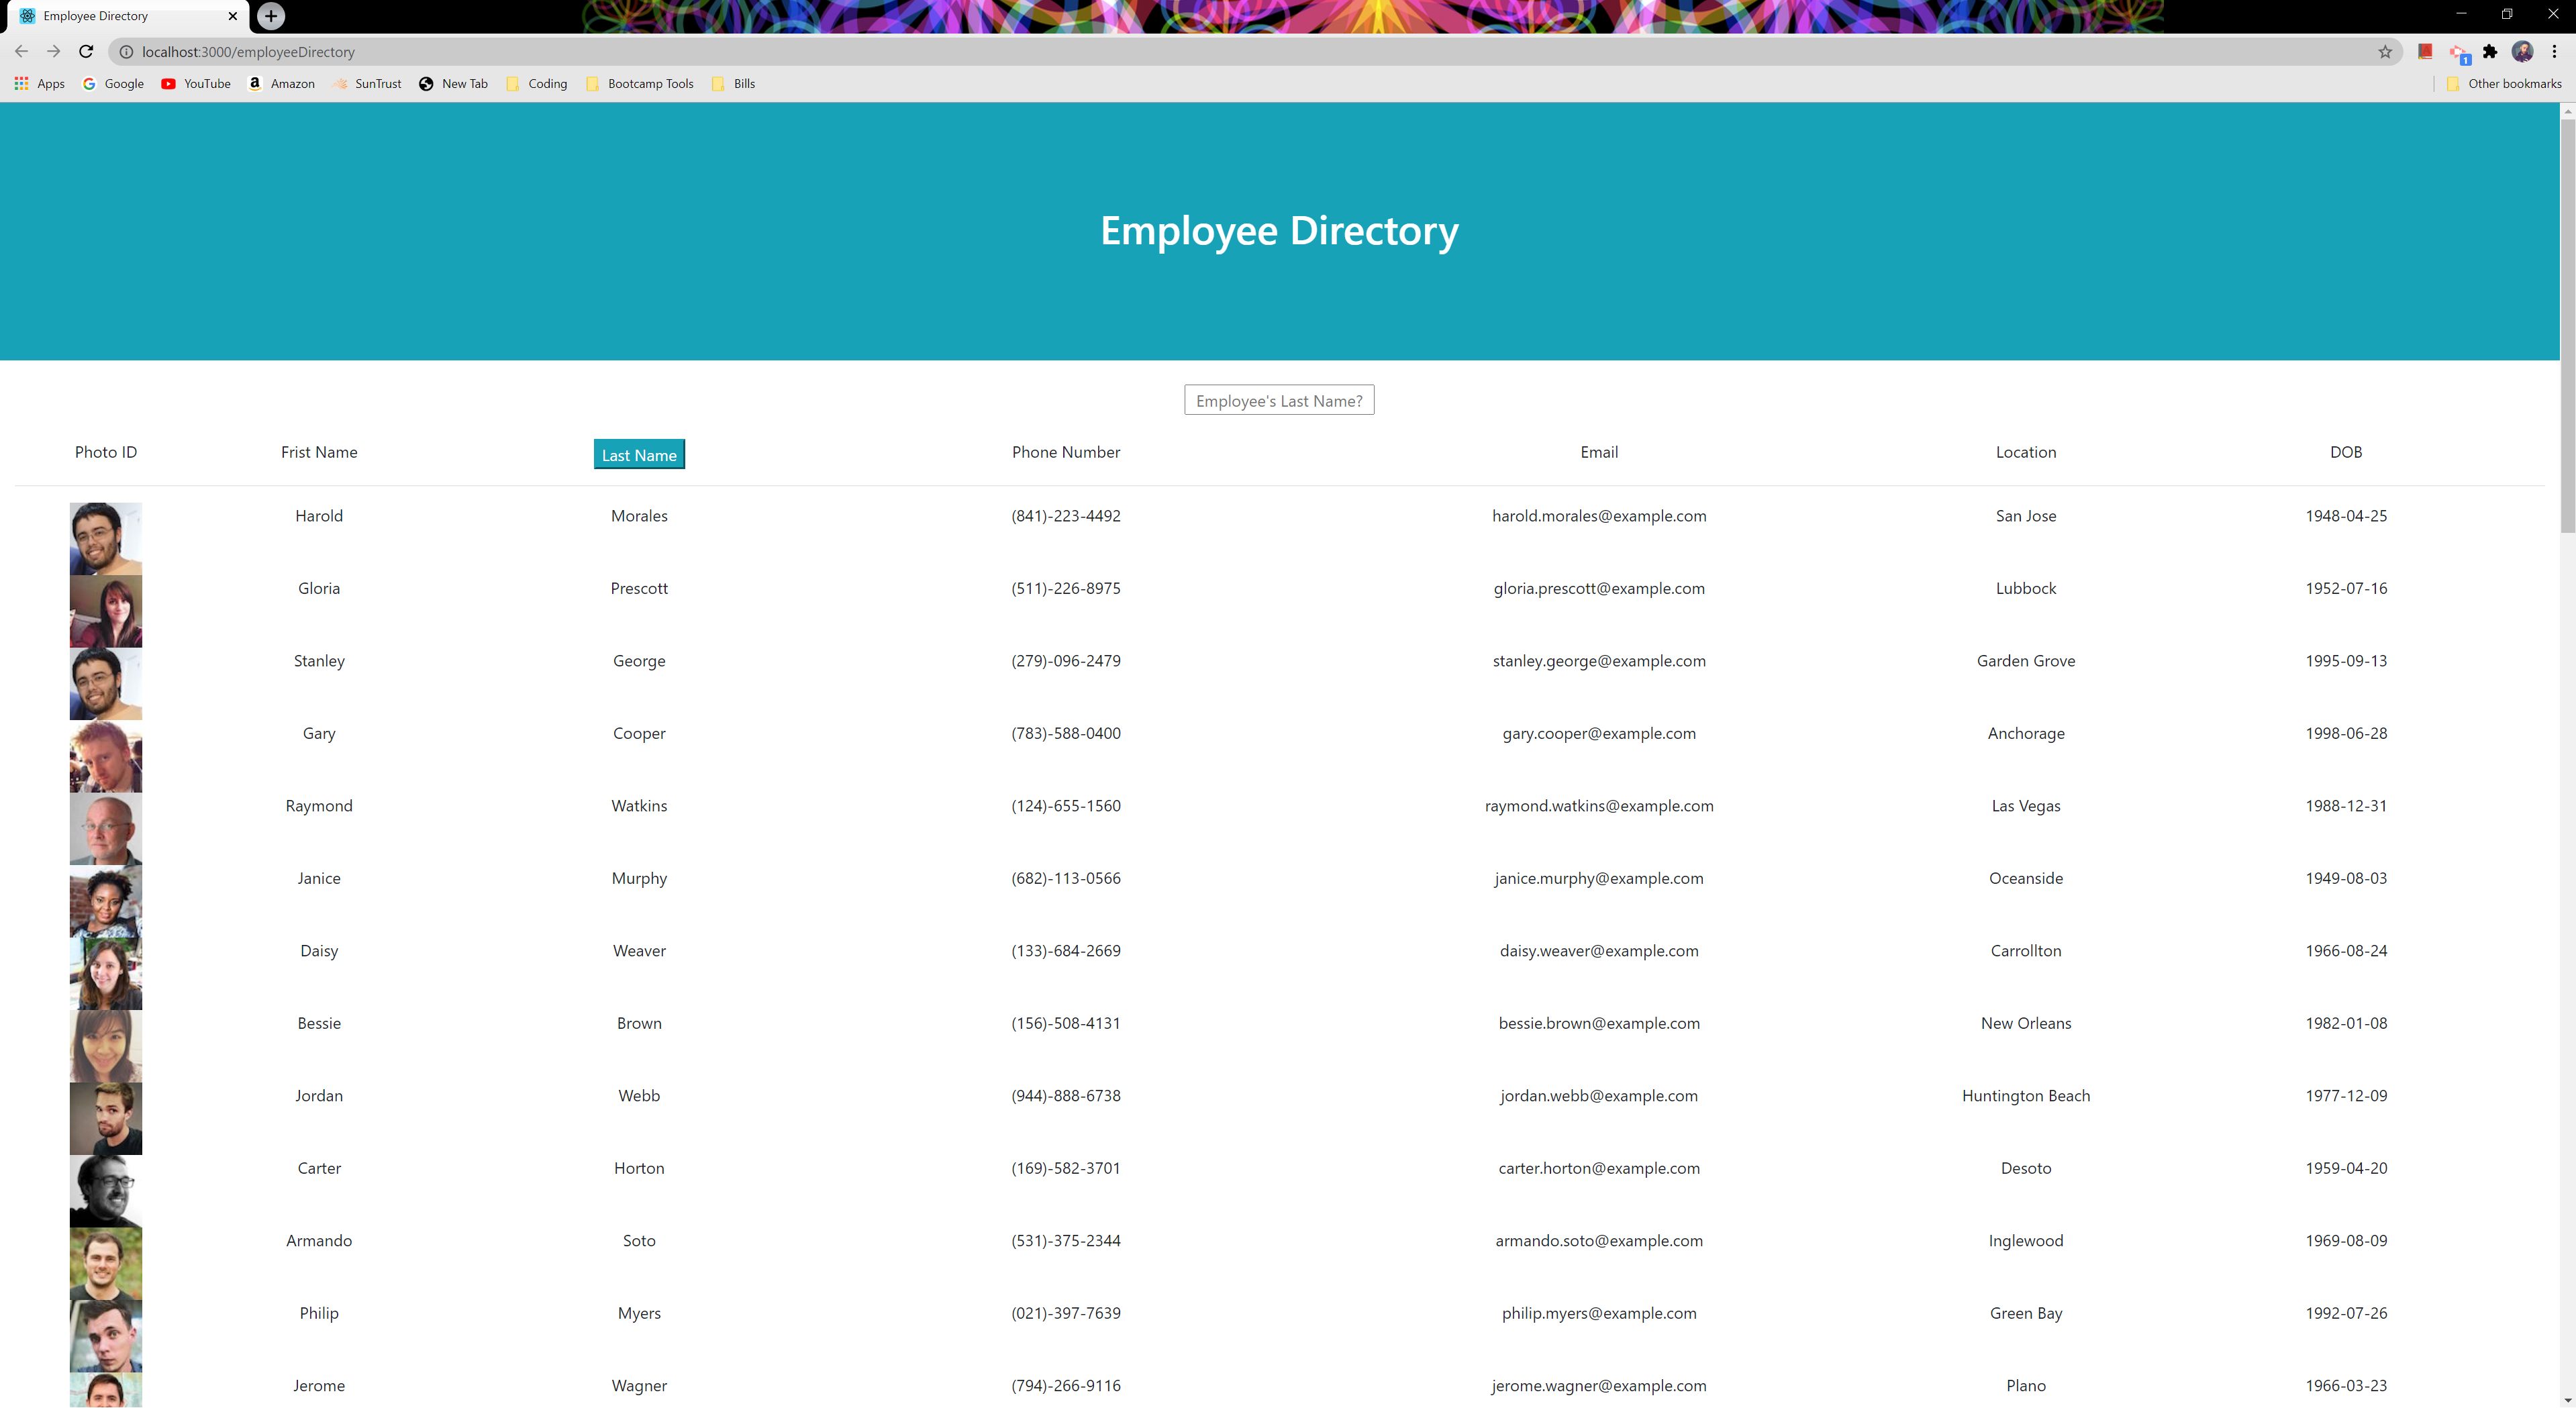 Employee Directory
localhost:3000/employeeDirectory
1
Apps Google YouTube a Amazon SunTrust New Tab Coding Bootcamp Tools Bills Other bookmarks
Employee Directory
Employee's Last Name?
Photo ID Frist Name Last Name Phone Number Email Location DOB
Harold Morales (841)-223-4492 harold.morales@example.com San Jose 1948-04-25
Gloria Prescott (511)-226-8975 gloria.prescott@example.com Lubbock 1952-07-16
Stanley George (279)-096-2479 stanley.george@example.com Garden Grove 1995-09-13
Gary Cooper (783)-588-0400 gary.cooper@example.com Anchorage 1998-06-28
Raymond Watkins (124)-655-1560 raymond.watkins@example.com Las Vegas 1988-12-31
Janice Murphy (682)-113-0566 janice.murphy@example.com Oceanside 1949-08-03
Daisy Weaver (133)-684-2669 daisy.weaver@example.com Carrollton 1966-08-24
Bessie Brown (156)-508-4131 bessie.brown@example.com New Orleans 1982-01-08
Jordan Webb (944)-888-6738 jordan.webb@example.com Huntington Beach 1977-12-09
Carter Horton (169)-582-3701 carter.horton@example.com Desoto 1959-04-20
Armando Soto (531)-375-2344 armando.soto@example.com Inglewood 1969-08-09
Philip Myers (021)-397-7639 philip.myers@example.com Green Bay 1992-07-26
Jerome Wagner (794)-266-9116 jerome.wagner@example.com Plano 1966-03-23